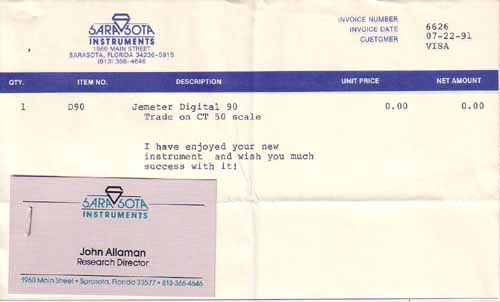 SARASOTA
INSTRUMENTS
1960 MAIN STREET
SARASOTA, FLORIDA 34236-5915
(813) 366-4646
INVOICE NUMBER 6626
INVOICE DATE 07-22-91
CUSTOMER VISA
QTY. ITEM NO. DESCRIPTION UNIT PRICE NET AMOUNT
1 D90 Jemeter Digital 90 0.00 0.00
Trade on CT 50 scale
I have enjoyed your new
instrument and wish you much
success with it!
SARASOTA
INSTRUMENTS
John Allaman
Research Director
1960 Main Street • Sarasota, Florida 33577 • 813-366-4646